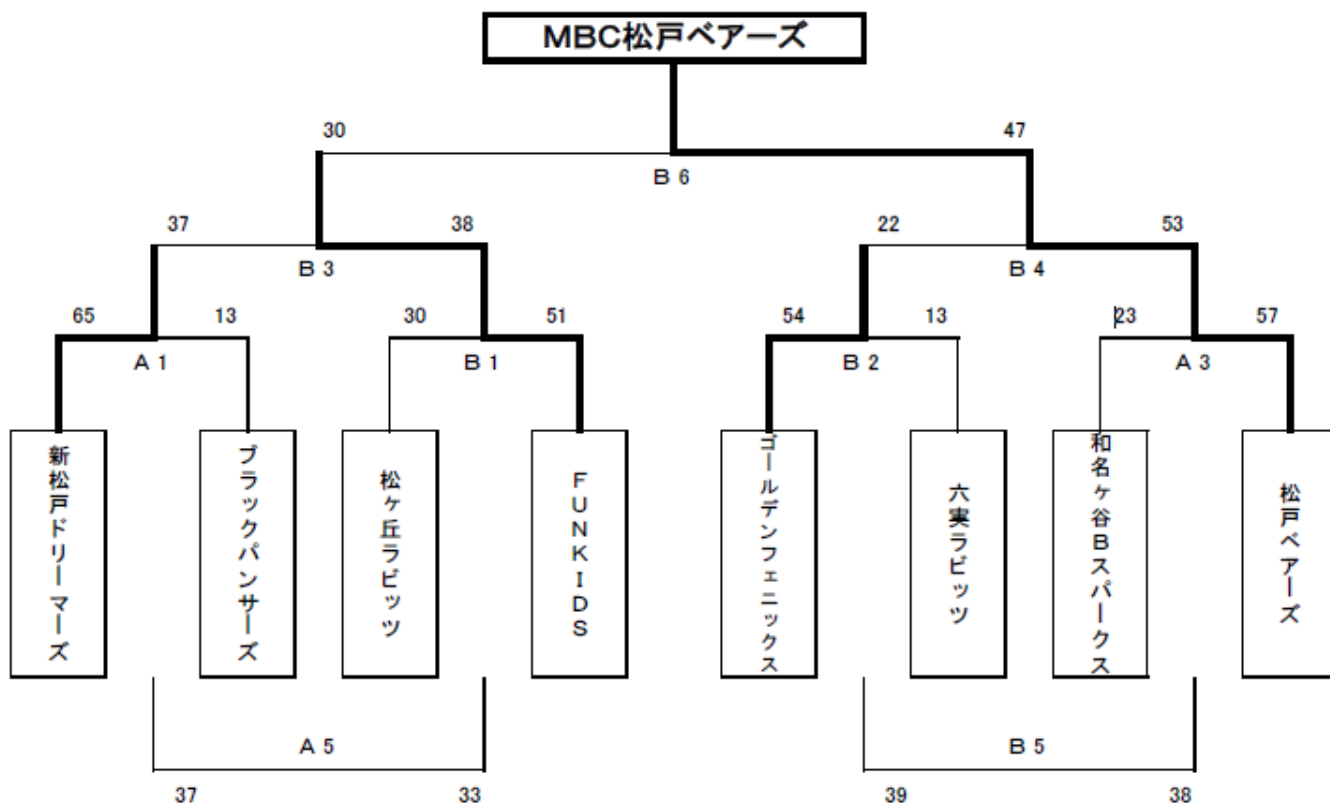 MBC松戸ベアーズ
30 47
B 6
37 38 22 53
B 3 B 4
65 13 30 51 54 13 23 57
A 1 B 1 B 2 A 3
新松戸ドリーマーズ
ブラックパンサーズ
松ヶ丘ラビッツ
FUNKIDS
ゴールデンフェニックス
六実ラビッツ
和名ヶ谷Bスパークス
松戸ベアーズ
A 5 B 5
37 33 39 38